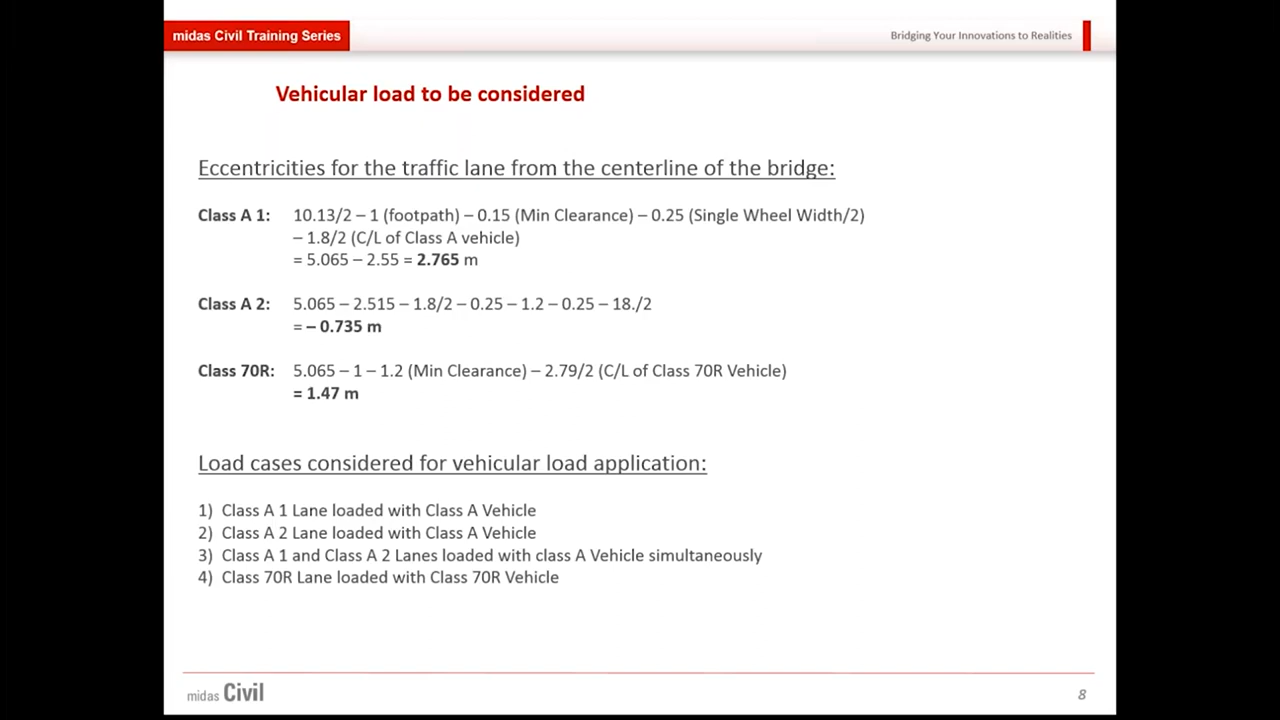 midas Civil Training Series
Bridging Your Innovations to Realities
Vehicular load to be considered
Eccentricities for the traffic lane from the centerline of the bridge:
Class A 1: 10.13/2 – 1 (footpath) – 0.15 (Min Clearance) – 0.25 (Single Wheel Width/2)
– 1.8/2 (C/L of Class A vehicle)
= 5.065 – 2.55 = 2.765 m
Class A 2: 5.065 – 2.515 – 1.8/2 – 0.25 – 1.2 – 0.25 – 18./2
= – 0.735 m
Class 70R: 5.065 – 1 – 1.2 (Min Clearance) – 2.79/2 (C/L of Class 70R Vehicle)
= 1.47 m
Load cases considered for vehicular load application:
1) Class A 1 Lane loaded with Class A Vehicle
2) Class A 2 Lane loaded with Class A Vehicle
3) Class A 1 and Class A 2 Lanes loaded with class A Vehicle simultaneously
4) Class 70R Lane loaded with Class 70R Vehicle
midas Civil
8